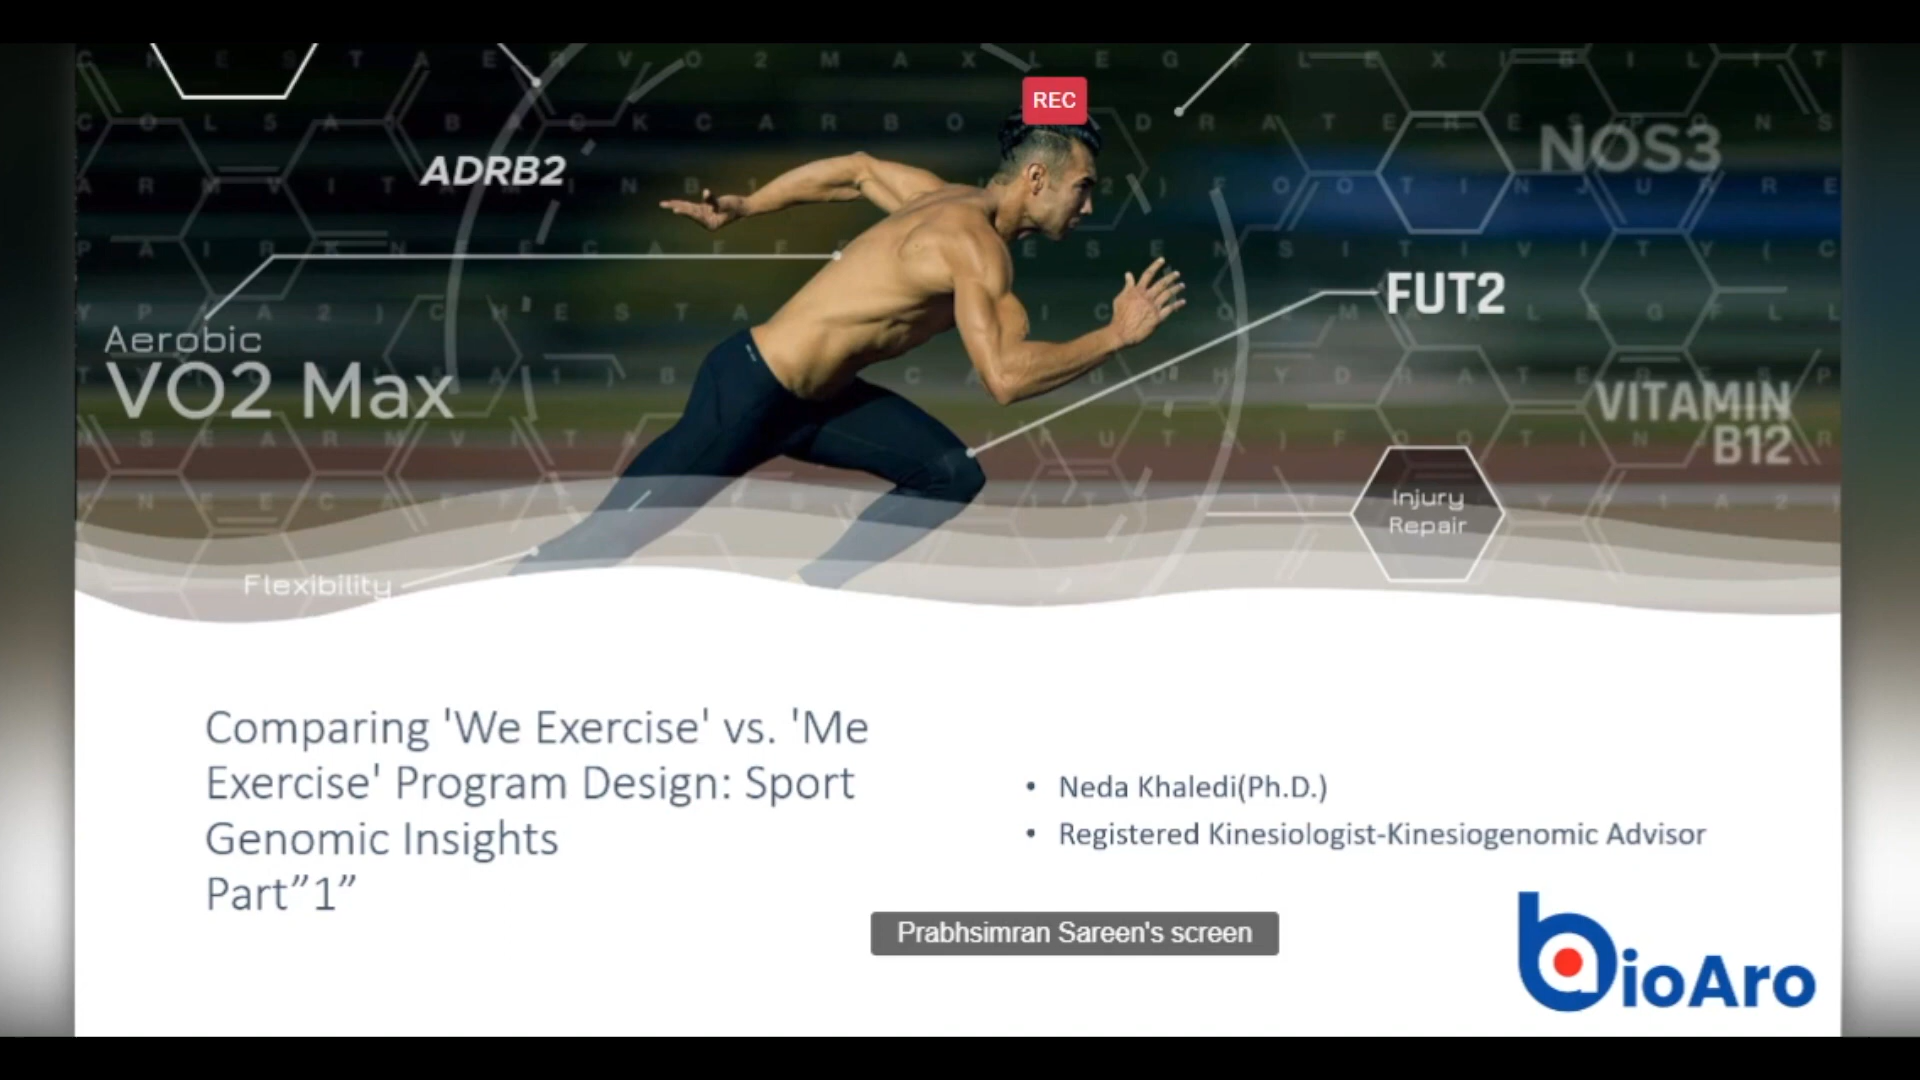 REC
ADRB2
NOS3
FUT2
Aerobic
VO2 Max
VITAMIN
B12
Injury
Repair
Flexibility
Comparing 'We Exercise' vs. 'Me
Exercise' Program Design: Sport
Genomic Insights
Part”1”
• Neda Khaledi(Ph.D.)
• Registered Kinesiologist-Kinesiogenomic Advisor
Prabhsimran Sareen's screen
bioAro